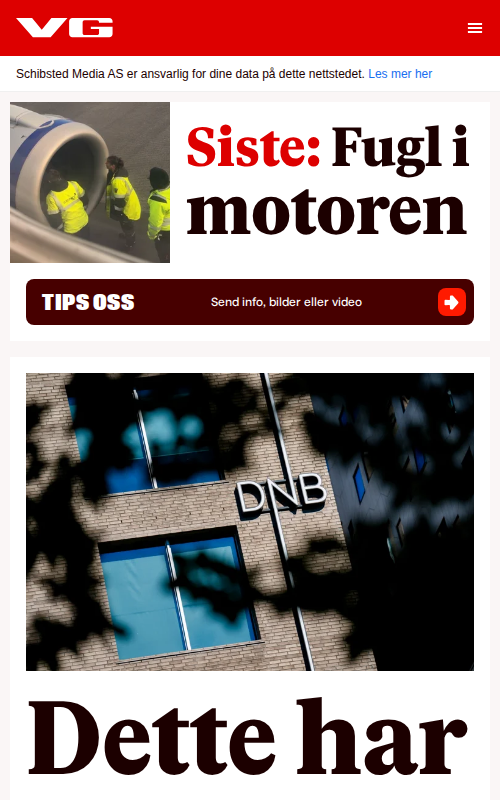 VG
Schibsted Media AS er ansvarlig for dine data på dette nettstedet. Les mer her
Siste: Fugl i
motoren
TIPS OSS
Send info, bilder eller video
DNB
Dette har